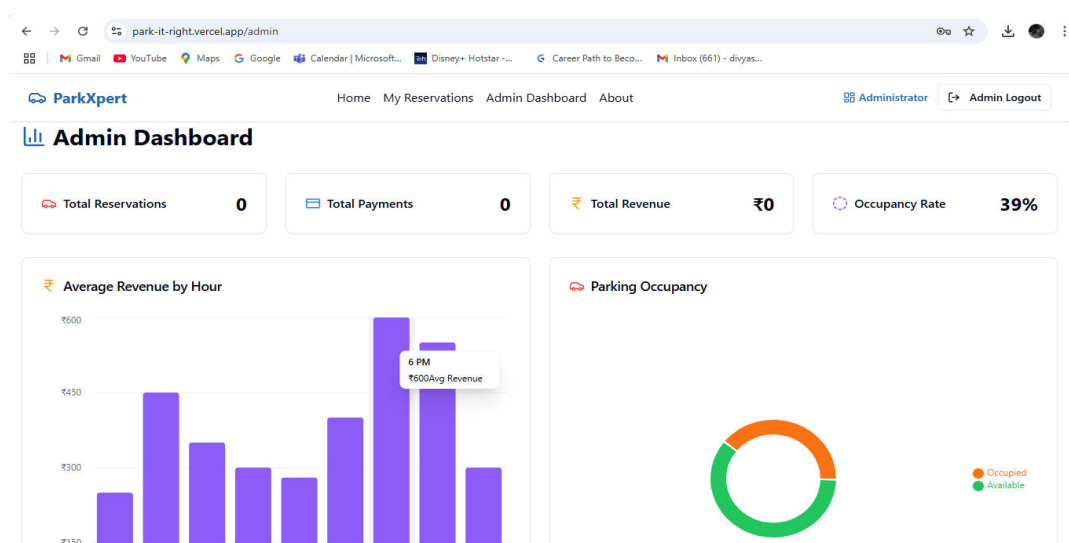 park-it-right.vercel.app/admin
Gmail YouTube Maps Google Calendar | Microsoft... Disney+ Hotstar -... Career Path to Beco... Inbox (661) - divyas...
ParkXpert Home My Reservations Admin Dashboard About Administrator Admin Logout
Admin Dashboard
Total Reservations 0 Total Payments 0 ₹ Total Revenue ₹0 Occupancy Rate 39%
₹ Average Revenue by Hour
Parking Occupancy
₹600
6 PM
₹600Avg Revenue
₹450
₹300
Occupied
Available
₹150